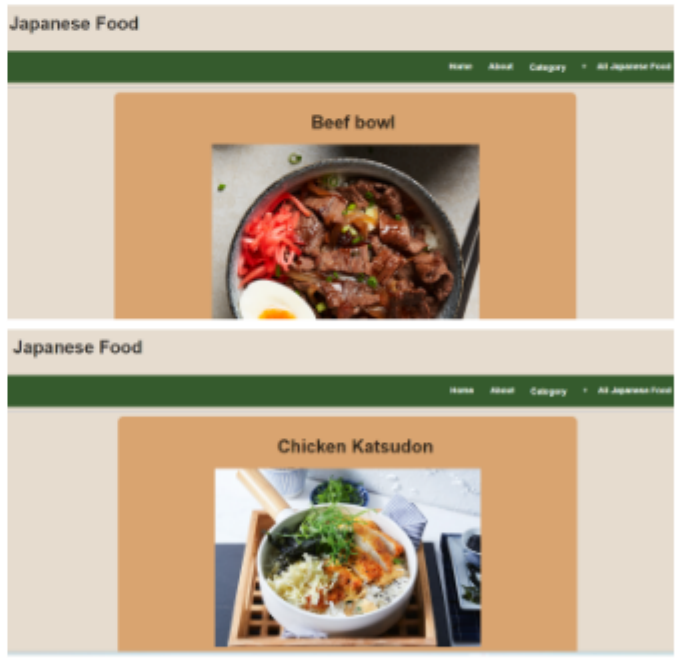 Japanese Food
Home About Category All Japanese Food
Beef bowl
Japanese Food
Home About Category All Japanese Food
Chicken Katsudon